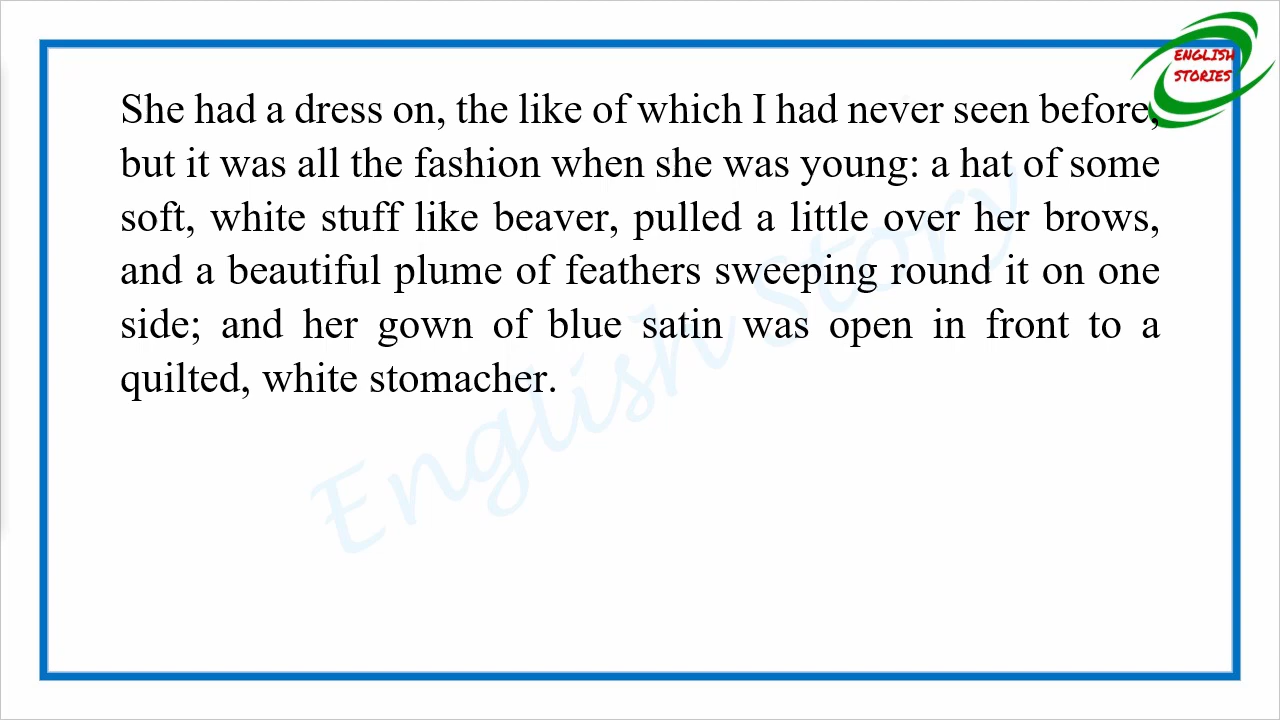 ENGLISH
STORIES
She had a dress on, the like of which I had never seen before,
but it was all the fashion when she was young: a hat of some
soft, white stuff like beaver, pulled a little over her brows,
and a beautiful plume of feathers sweeping round it on one
side; and her gown of blue satin was open in front to a
quilted, white stomacher.
English Story